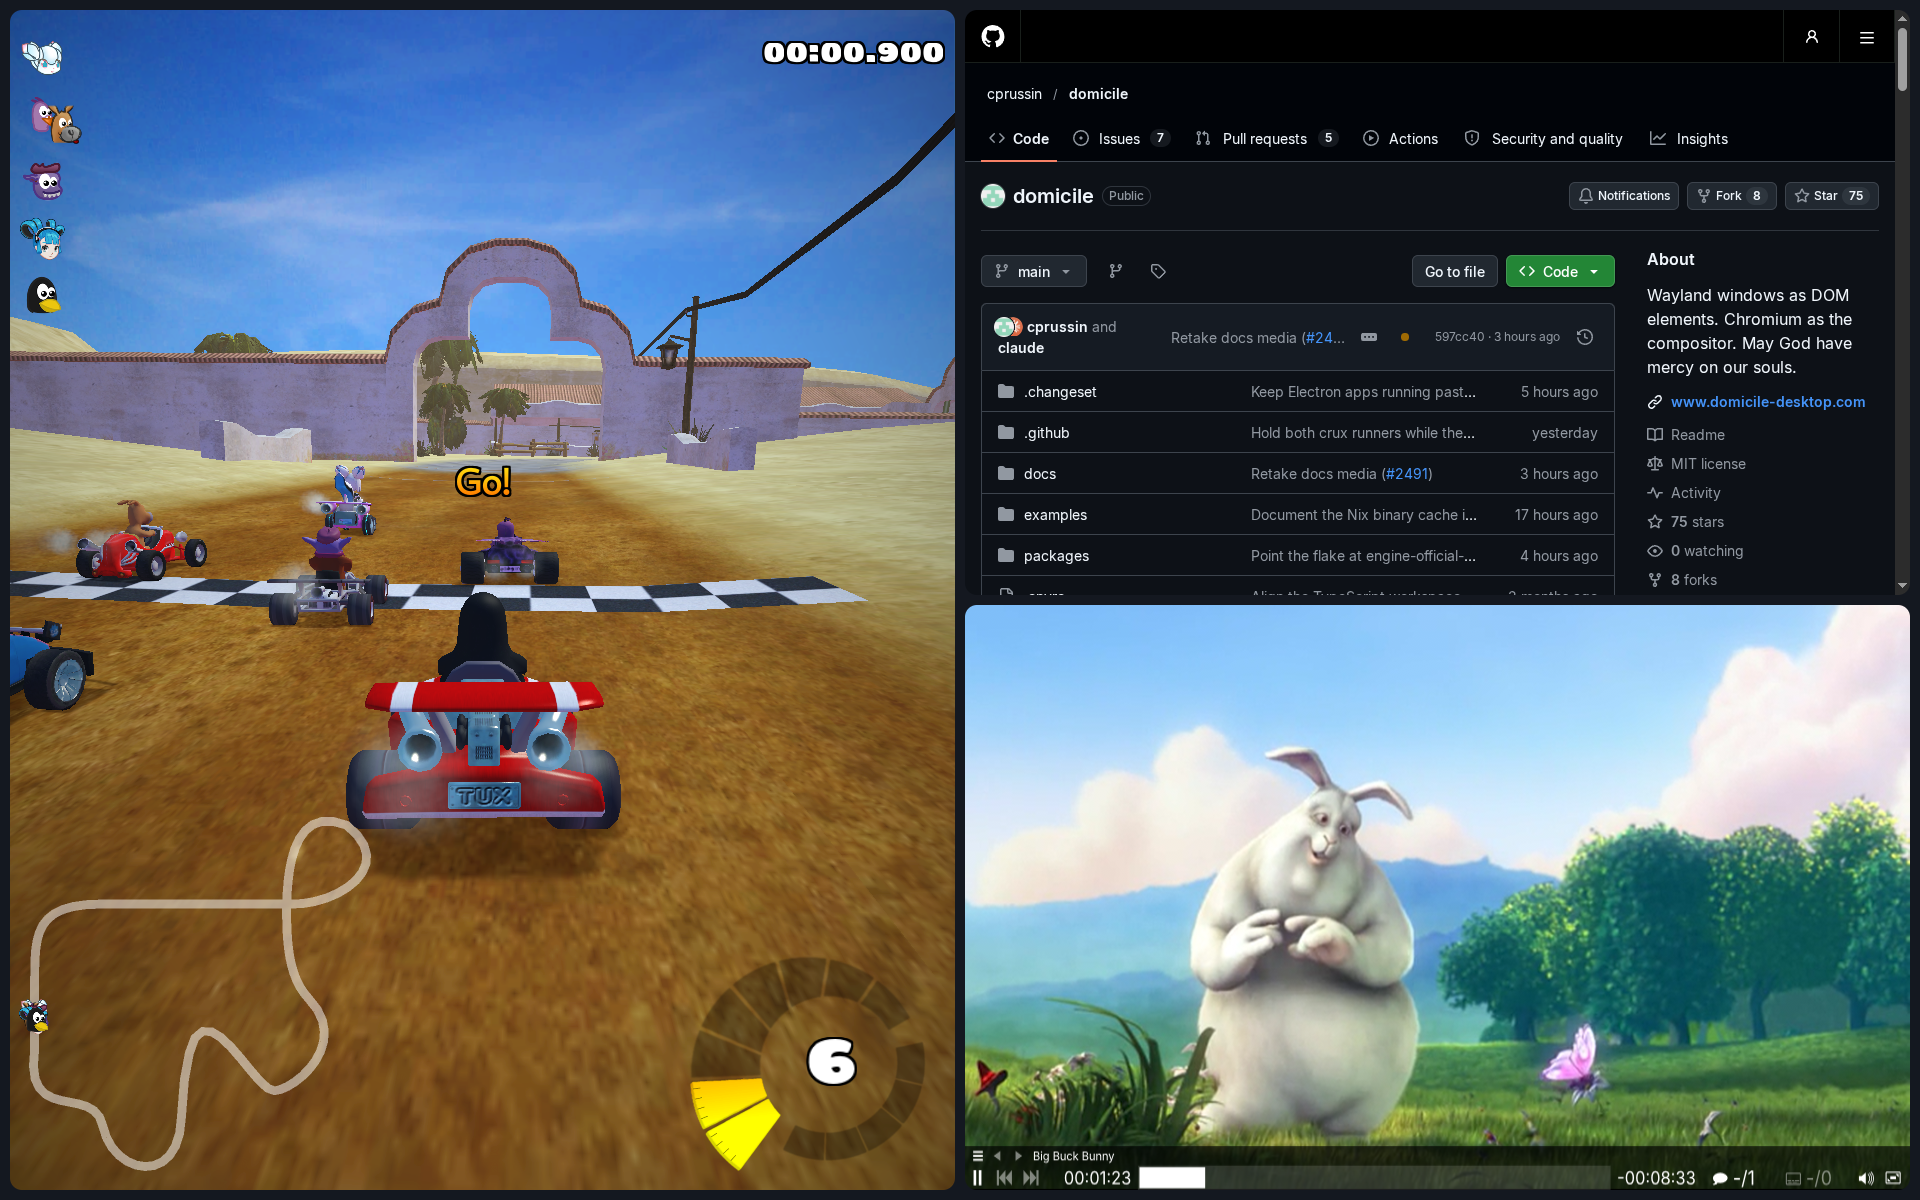 00:00.900
Go!
TUX
6
cprussin / domicile
Code
Issues 7
Pull requests 5
Actions
Security and quality
Insights
domicile Public
Notifications
Fork 8
Star 75
main
Go to file
Code
cprussin and claude
Retake docs media (#24...
597cc40 · 3 hours ago
.changeset Keep Electron apps running past... 5 hours ago
.github Hold both crux runners while the... yesterday
docs Retake docs media (#2491) 3 hours ago
examples Document the Nix binary cache i... 17 hours ago
packages Point the flake at engine-official-... 4 hours ago
About
Wayland windows as DOM
elements. Chromium as the
compositor. May God have
mercy on our souls.
www.domicile-desktop.com
Readme
MIT license
Activity
75 stars
0 watching
8 forks
Big Buck Bunny
00:01:23
-00:08:33
-/1
-/0